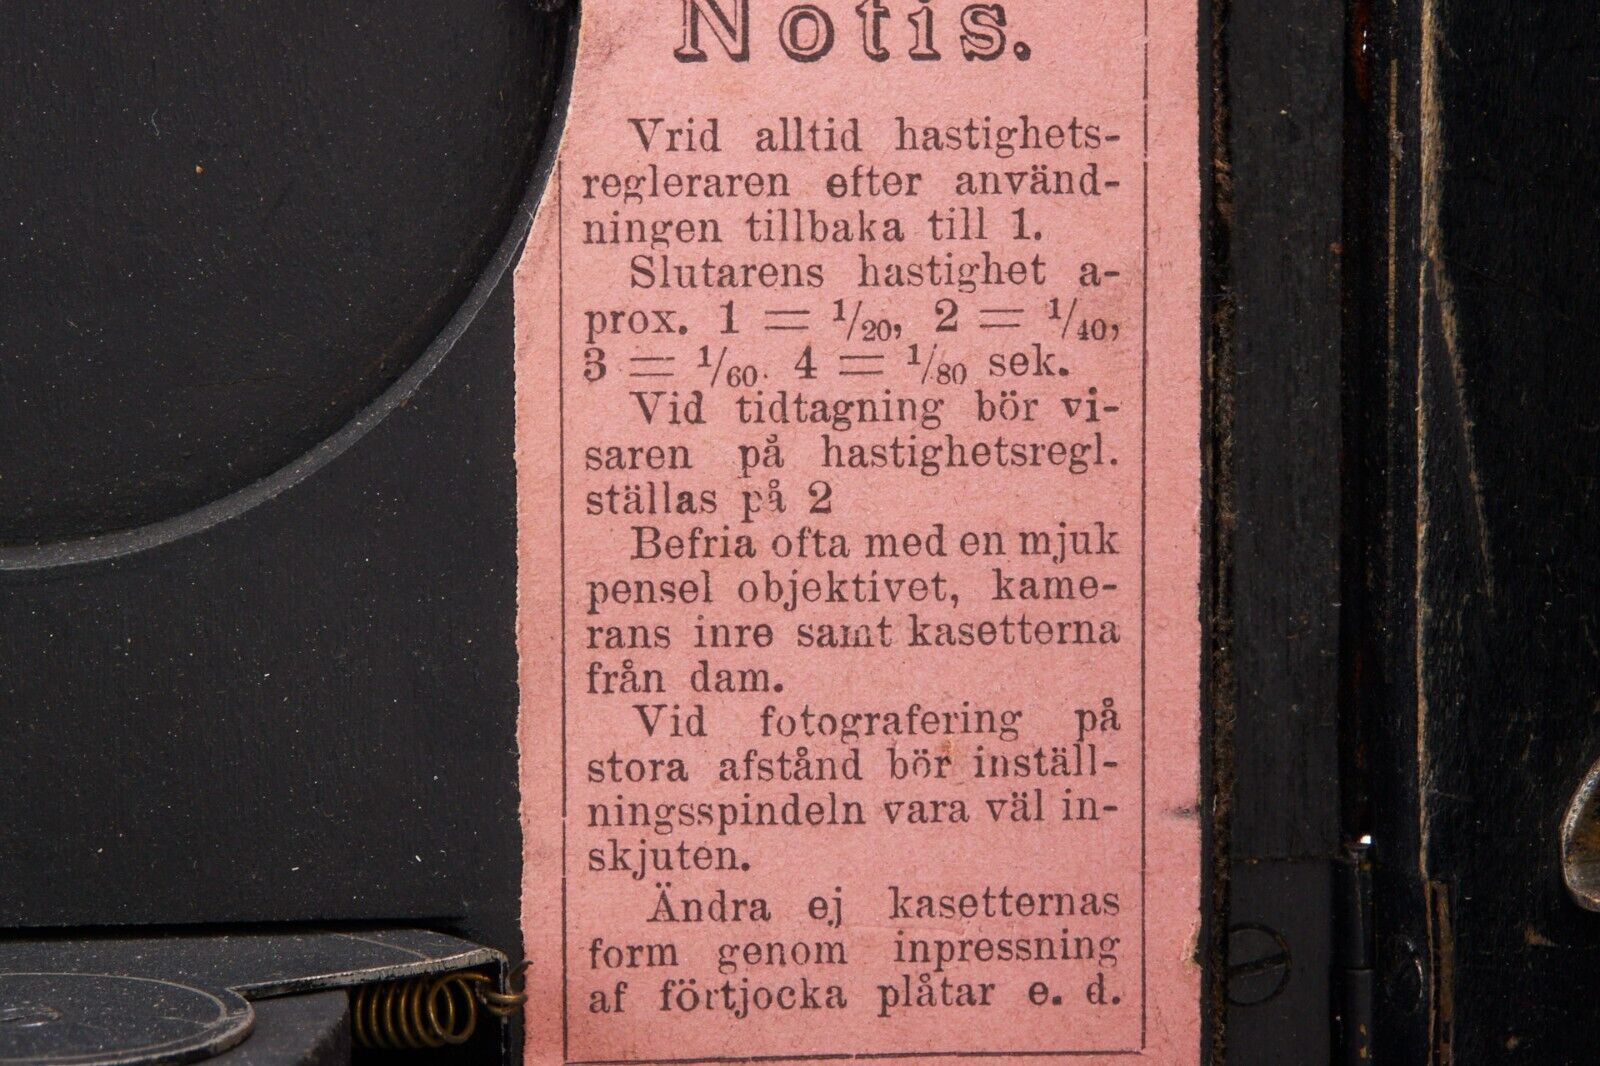 Notis.
Vrid alltid hastighets-
regleraren efter använd-
ningen tillbaka till 1.
Slutarens hastighet a-
prox. 1 = 1/20, 2 = 1/40,
3 = 1/60. 4 = 1/80 sek.
Vid tidtagning bör vi-
saren på hastighetsregl.
ställas på 2
Befria ofta med en mjuk
pensel objektivet, kame-
rans inre samt kasetterna
från dam.
Vid fotografering på
stora afstånd bör inställ-
ningsspindeln vara väl in-
skjuten.
Ändra ej kasetternas
form genom inpressning
af förtjocka plåtar e. d.